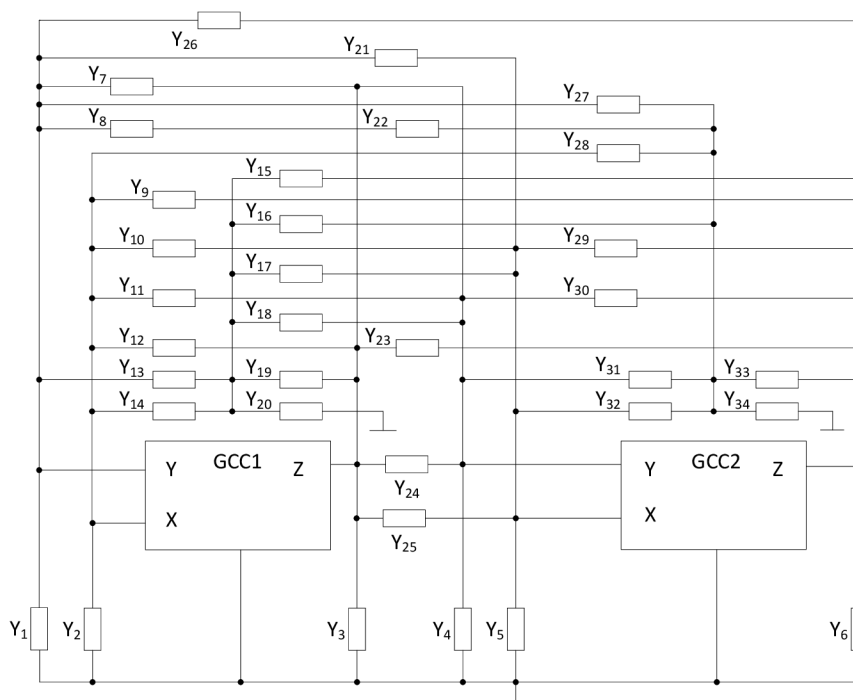 Y26
Y21
Y7
Y27
Y8 Y22
Y28
Y15
Y9
Y16
Y10 Y29
Y17
Y11 Y30
Y18
Y12 Y23
Y13 Y19 Y31 Y33
Y14 Y20 Y32 Y34
Y GCC1 Z Y GCC2 Z
Y24
X X
Y25
Y1 Y2 Y3 Y4 Y5 Y6